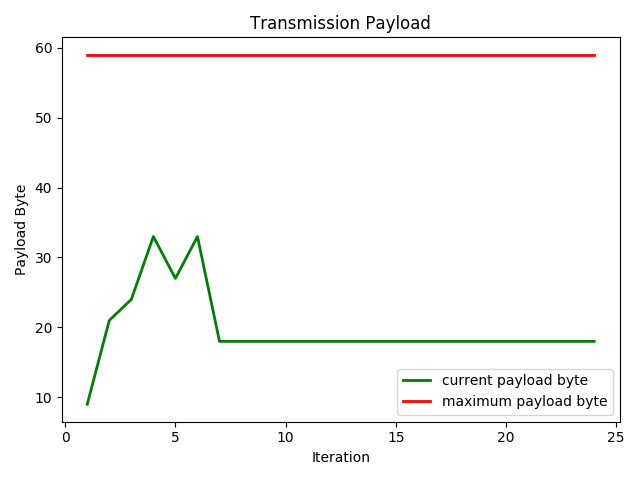 Transmission Payload
60
50
40
30
20
10
Payload Byte
0 5 10 15 20 25
Iteration
current payload byte
maximum payload byte